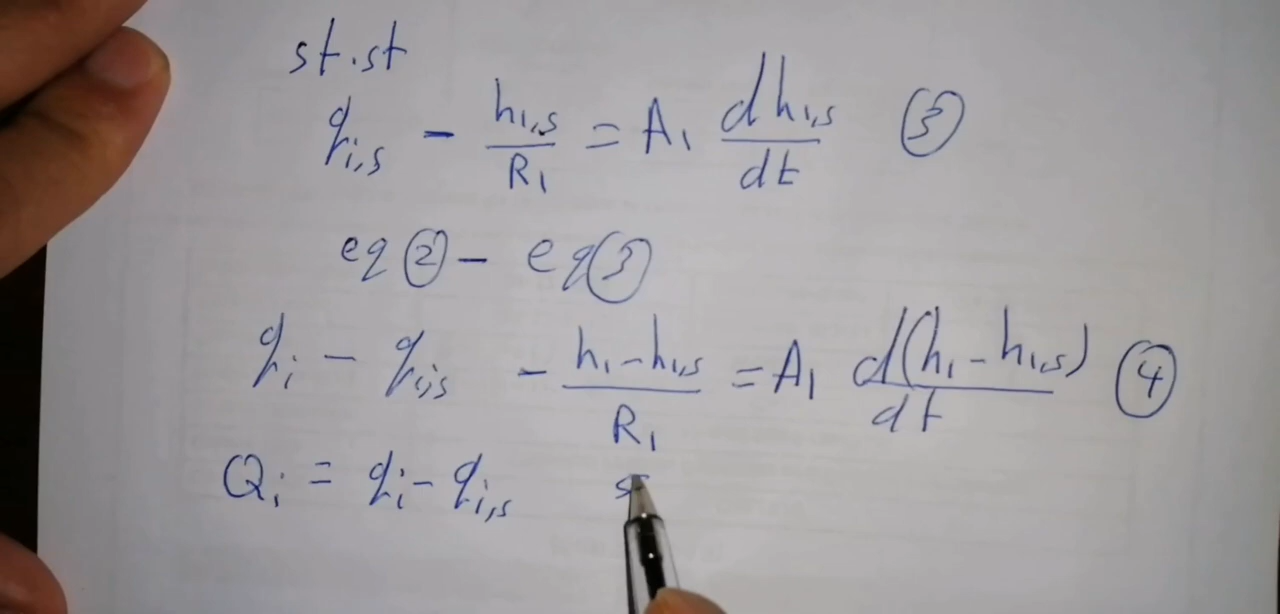 st.st
qi,s - h1,s/R1 = A1 dh1,s/dt ③
eq② - eq③
qi - qi,s - h1-h1,s/R1 = A1 d(h1-h1,s)/dt ④
Qi = qi - qi,s